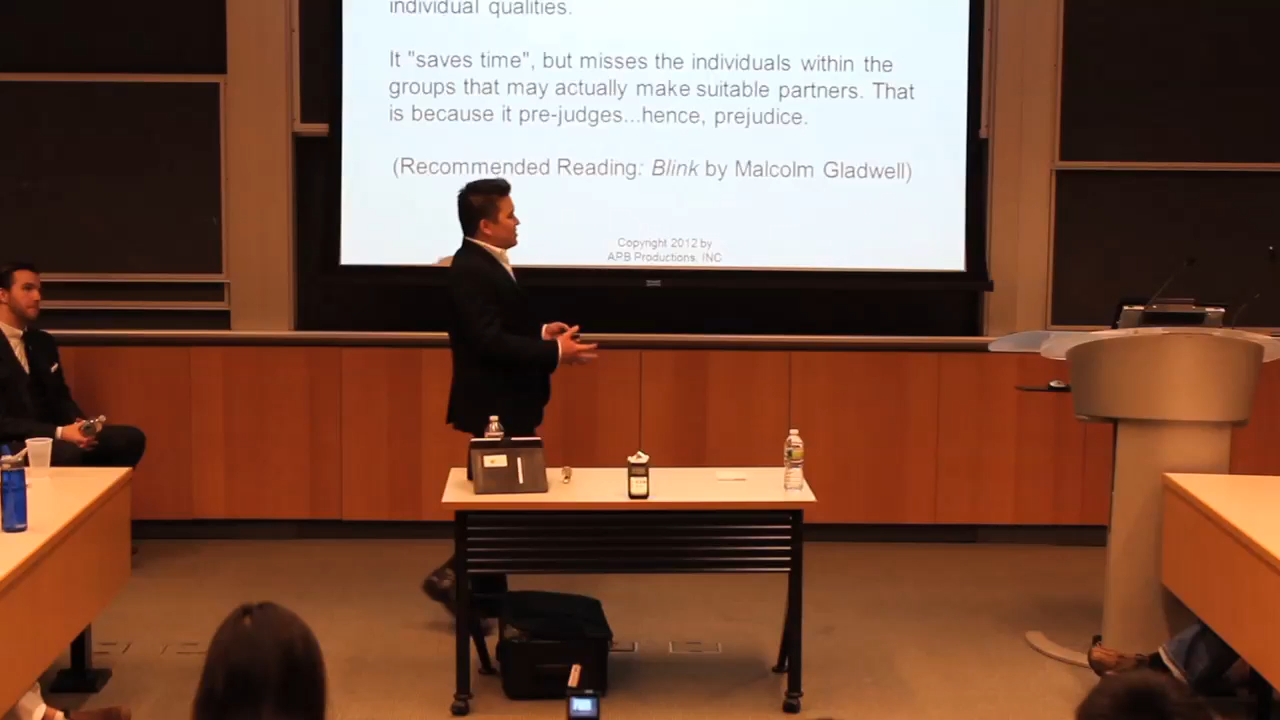 individual qualities.
It "saves time", but misses the individuals within the
groups that may actually make suitable partners. That
is because it pre-judges...hence, prejudice.
(Recommended Reading: Blink by Malcolm Gladwell)
Copyright 2012 by
APB Productions, INC